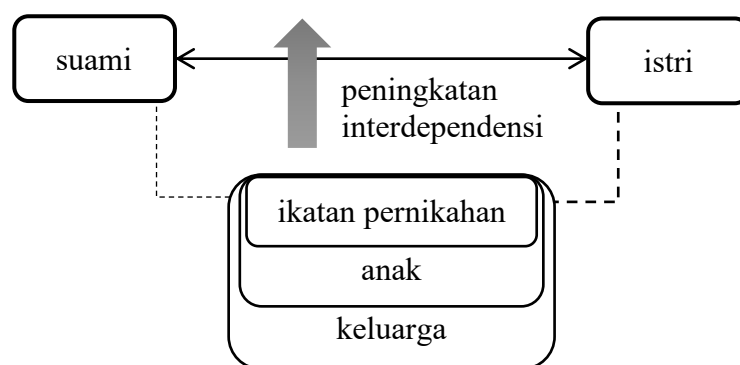 suami
istri
peningkatan
interdependensi
ikatan pernikahan
anak
keluarga